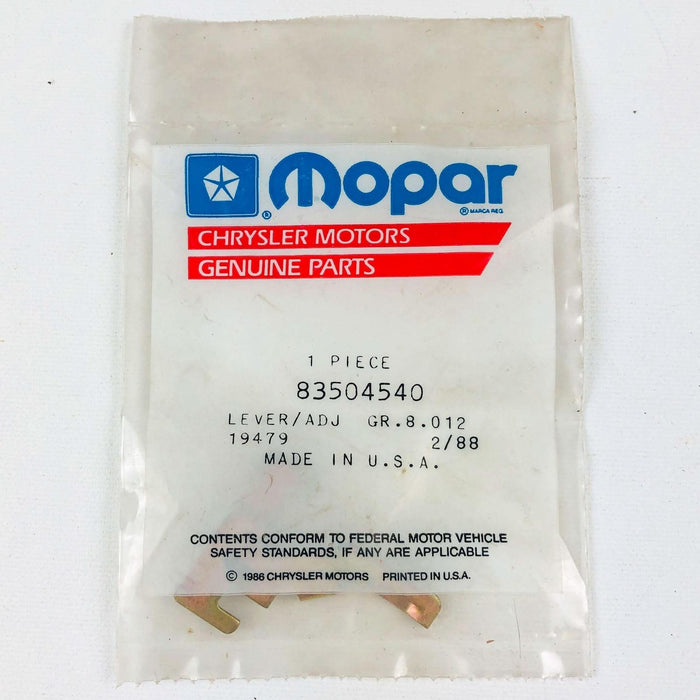 ® mopar
® MARCA REG.
CHRYSLER MOTORS
GENUINE PARTS
1 PIECE
83504540
LEVER/ADJ GR.8.012
19479 2/88
MADE IN U.S.A.
CONTENTS CONFORM TO FEDERAL MOTOR VEHICLE
SAFETY STANDARDS, IF ANY ARE APPLICABLE
© 1986 CHRYSLER MOTORS PRINTED IN U.S.A.